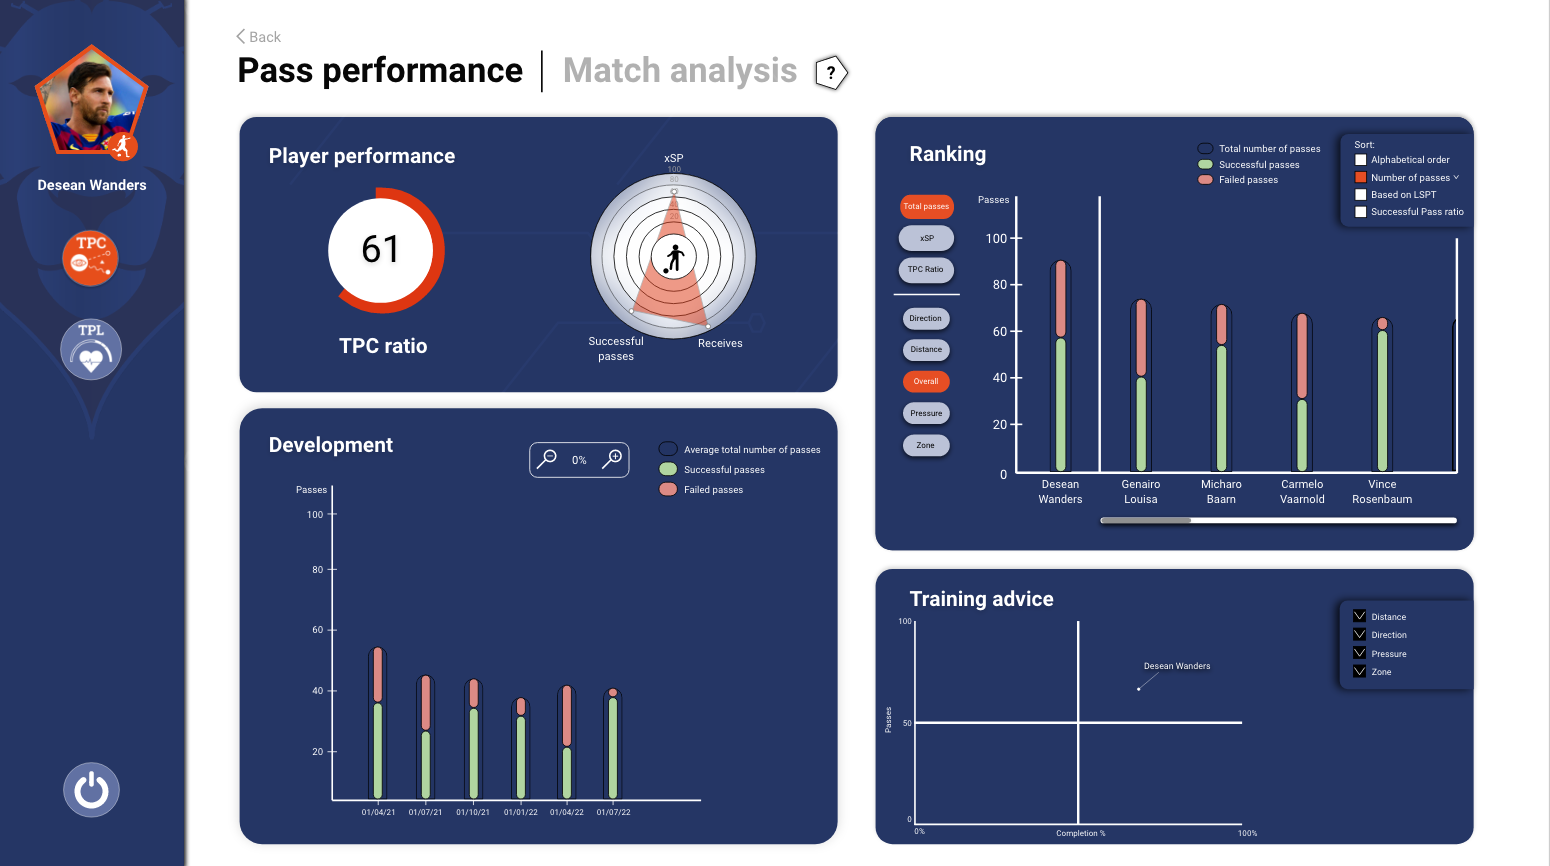 Back
Pass performance
Match analysis
?
Desean Wanders
TPC
TPL
Player performance
61
TPC ratio
xSP
100
80
Successful
passes
Receives
Development
0%
Average total number of passes
Successful passes
Failed passes
Passes
100
80
60
40
20
01/04/21 01/07/21 01/10/21 01/01/22 01/04/22 01/07/22
Ranking
Total number of passes
Successful passes
Failed passes
Sort:
Alphabetical order
Number of passes
Based on LSPT
Successful Pass ratio
Total passes
xSP
TPC Ratio
Direction
Distance
Overall
Pressure
Zone
Passes
100
80
60
40
20
0
Desean
Wanders
Genairo
Louisa
Micharo
Baarn
Carmelo
Vaarnold
Vince
Rosenbaum
Training advice
100
50
0
Passes
Desean Wanders
0%
Completion %
100%
Distance
Direction
Pressure
Zone